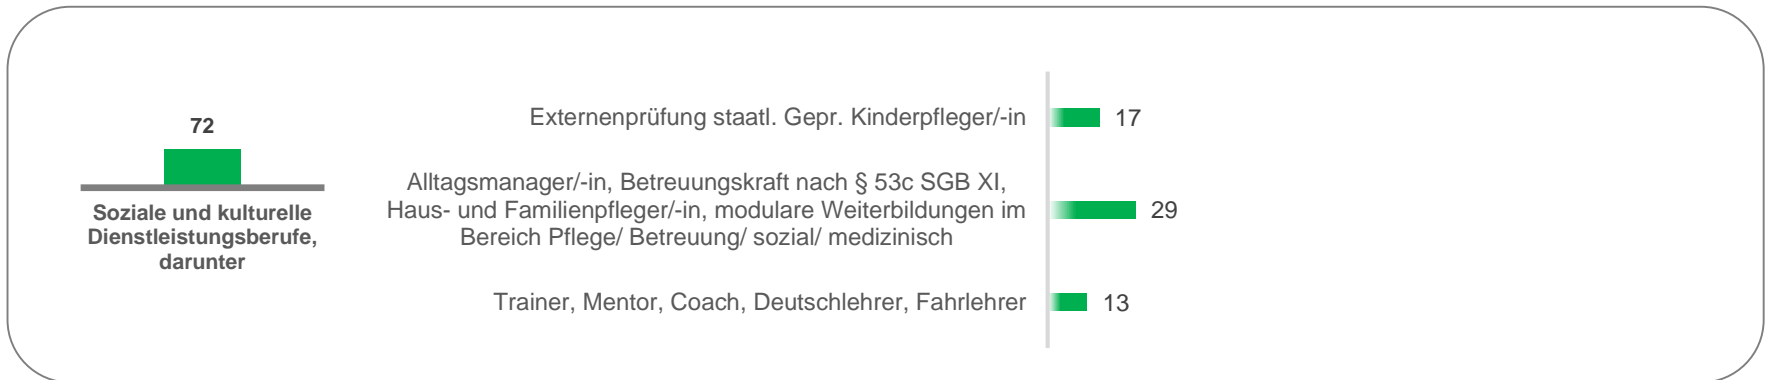 72
Soziale und kulturelle
Dienstleistungsberufe,
darunter
Externenprüfung staatl. Gepr. Kinderpfleger/-in
17
Alltagsmanager/-in, Betreuungskraft nach § 53c SGB XI,
Haus- und Familienpfleger/-in, modulare Weiterbildungen im
Bereich Pflege/ Betreuung/ sozial/ medizinisch
29
Trainer, Mentor, Coach, Deutschlehrer, Fahrlehrer
13